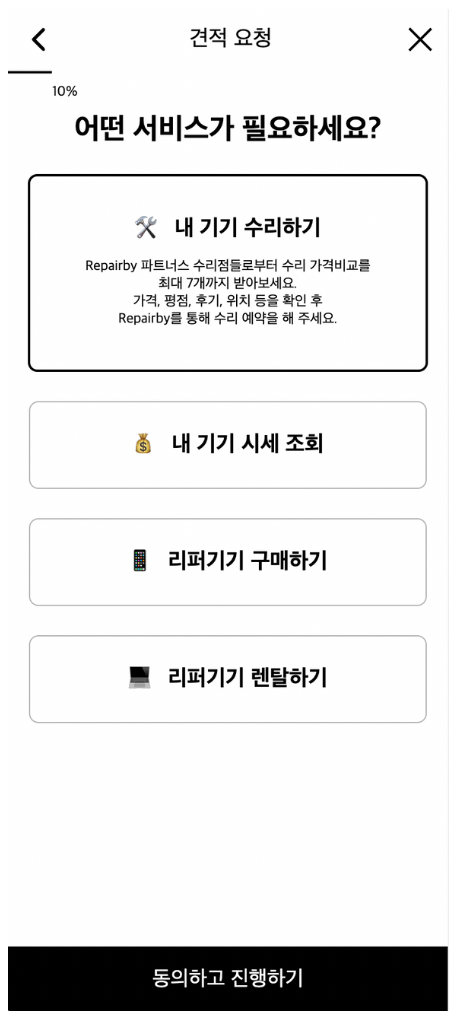 견적 요청
10%
어떤 서비스가 필요하세요?
내 기기 수리하기
Repairby 파트너스 수리점들로부터 수리 가격비교를
최대 7개까지 받아보세요.
가격, 평점, 후기, 위치 등을 확인 후
Repairby를 통해 수리 예약을 해 주세요.
내 기기 시세 조회
리퍼기기 구매하기
리퍼기기 렌탈하기
동의하고 진행하기